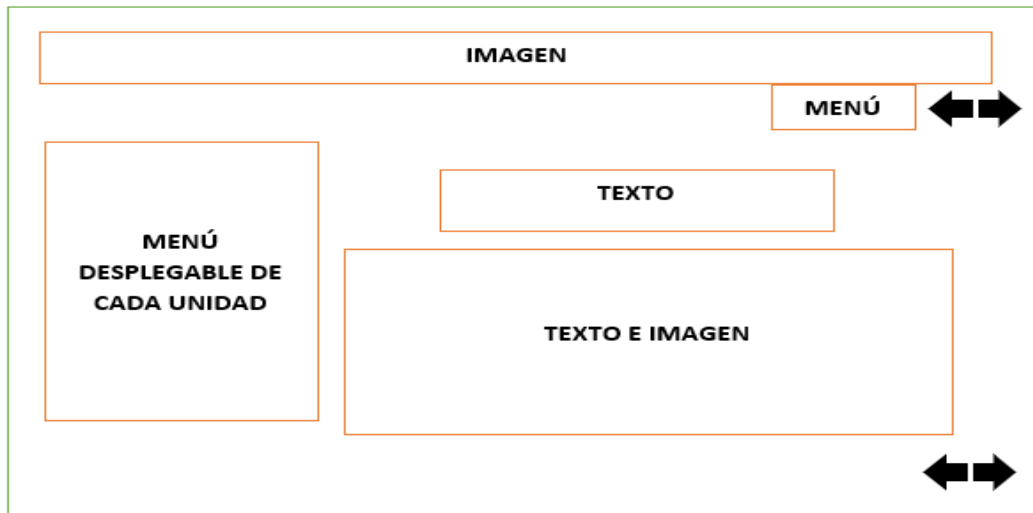 IMAGEN
MENÚ
TEXTO
MENÚ
DESPLEGABLE DE
CADA UNIDAD
TEXTO E IMAGEN